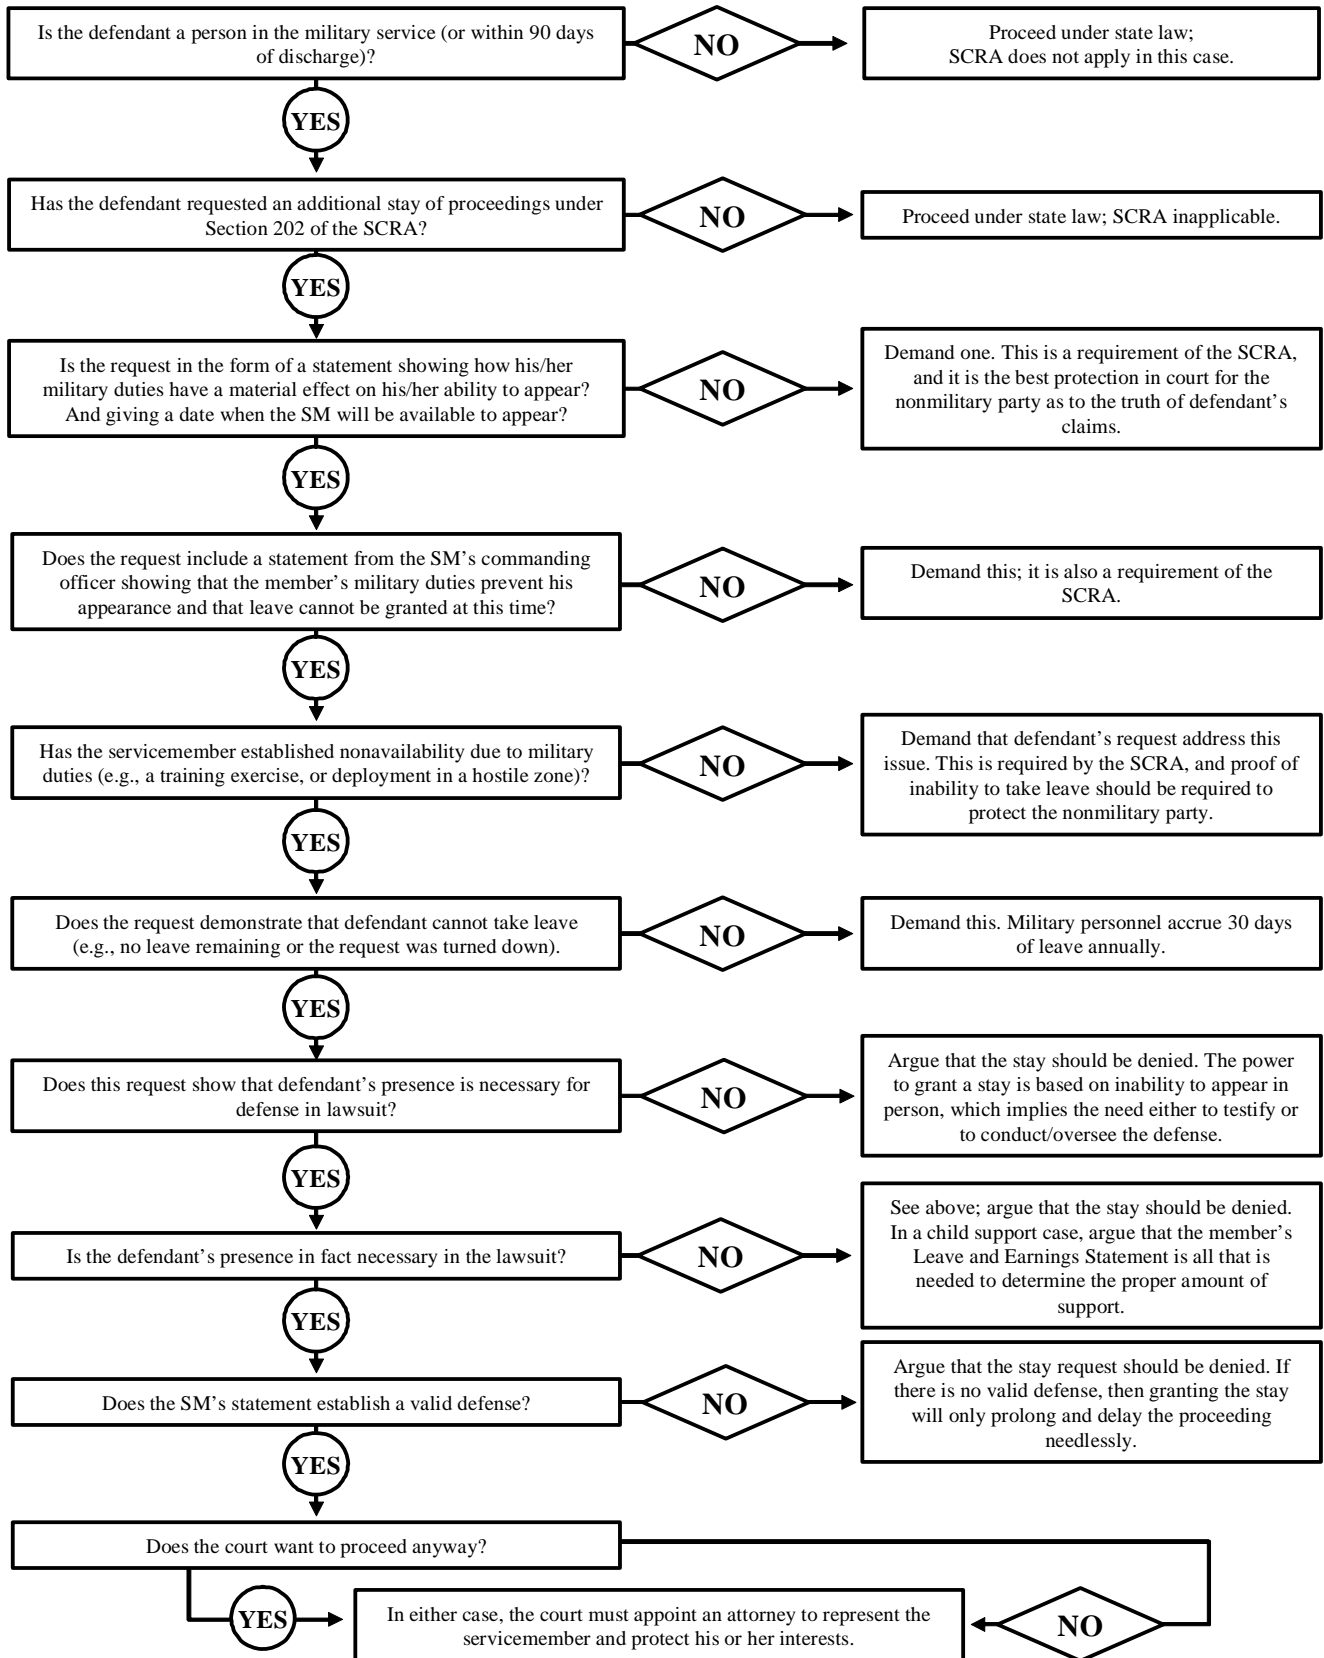 Is the defendant a person in the military service (or within 90 days
of discharge)?
NO
Proceed under state law;
SCRA does not apply in this case.
YES
Has the defendant requested an additional stay of proceedings under
Section 202 of the SCRA?
NO
Proceed under state law; SCRA inapplicable.
YES
Is the request in the form of a statement showing how his/her
military duties have a material effect on his/her ability to appear?
And giving a date when the SM will be available to appear?
NO
Demand one. This is a requirement of the SCRA,
and it is the best protection in court for the
nonmilitary party as to the truth of defendant’s
claims.
YES
Does the request include a statement from the SM’s commanding
officer showing that the member’s military duties prevent his
appearance and that leave cannot be granted at this time?
NO
Demand this; it is also a requirement of the
SCRA.
YES
Has the servicemember established nonavailability due to military
duties (e.g., a training exercise, or deployment in a hostile zone)?
NO
Demand that defendant’s request address this
issue. This is required by the SCRA, and proof of
inability to take leave should be required to
protect the nonmilitary party.
YES
Does the request demonstrate that defendant cannot take leave
(e.g., no leave remaining or the request was turned down).
NO
Demand this. Military personnel accrue 30 days
of leave annually.
YES
Does this request show that defendant’s presence is necessary for
defense in lawsuit?
NO
Argue that the stay should be denied. The power
to grant a stay is based on inability to appear in
person, which implies the need either to testify or
to conduct/oversee the defense.
YES
Is the defendant’s presence in fact necessary in the lawsuit?
NO
See above; argue that the stay should be denied.
In a child support case, argue that the member’s
Leave and Earnings Statement is all that is
needed to determine the proper amount of
support.
YES
Does the SM’s statement establish a valid defense?
NO
Argue that the stay request should be denied. If
there is no valid defense, then granting the stay
will only prolong and delay the proceeding
needlessly.
YES
Does the court want to proceed anyway?
YES
In either case, the court must appoint an attorney to represent the
servicemember and protect his or her interests.
NO